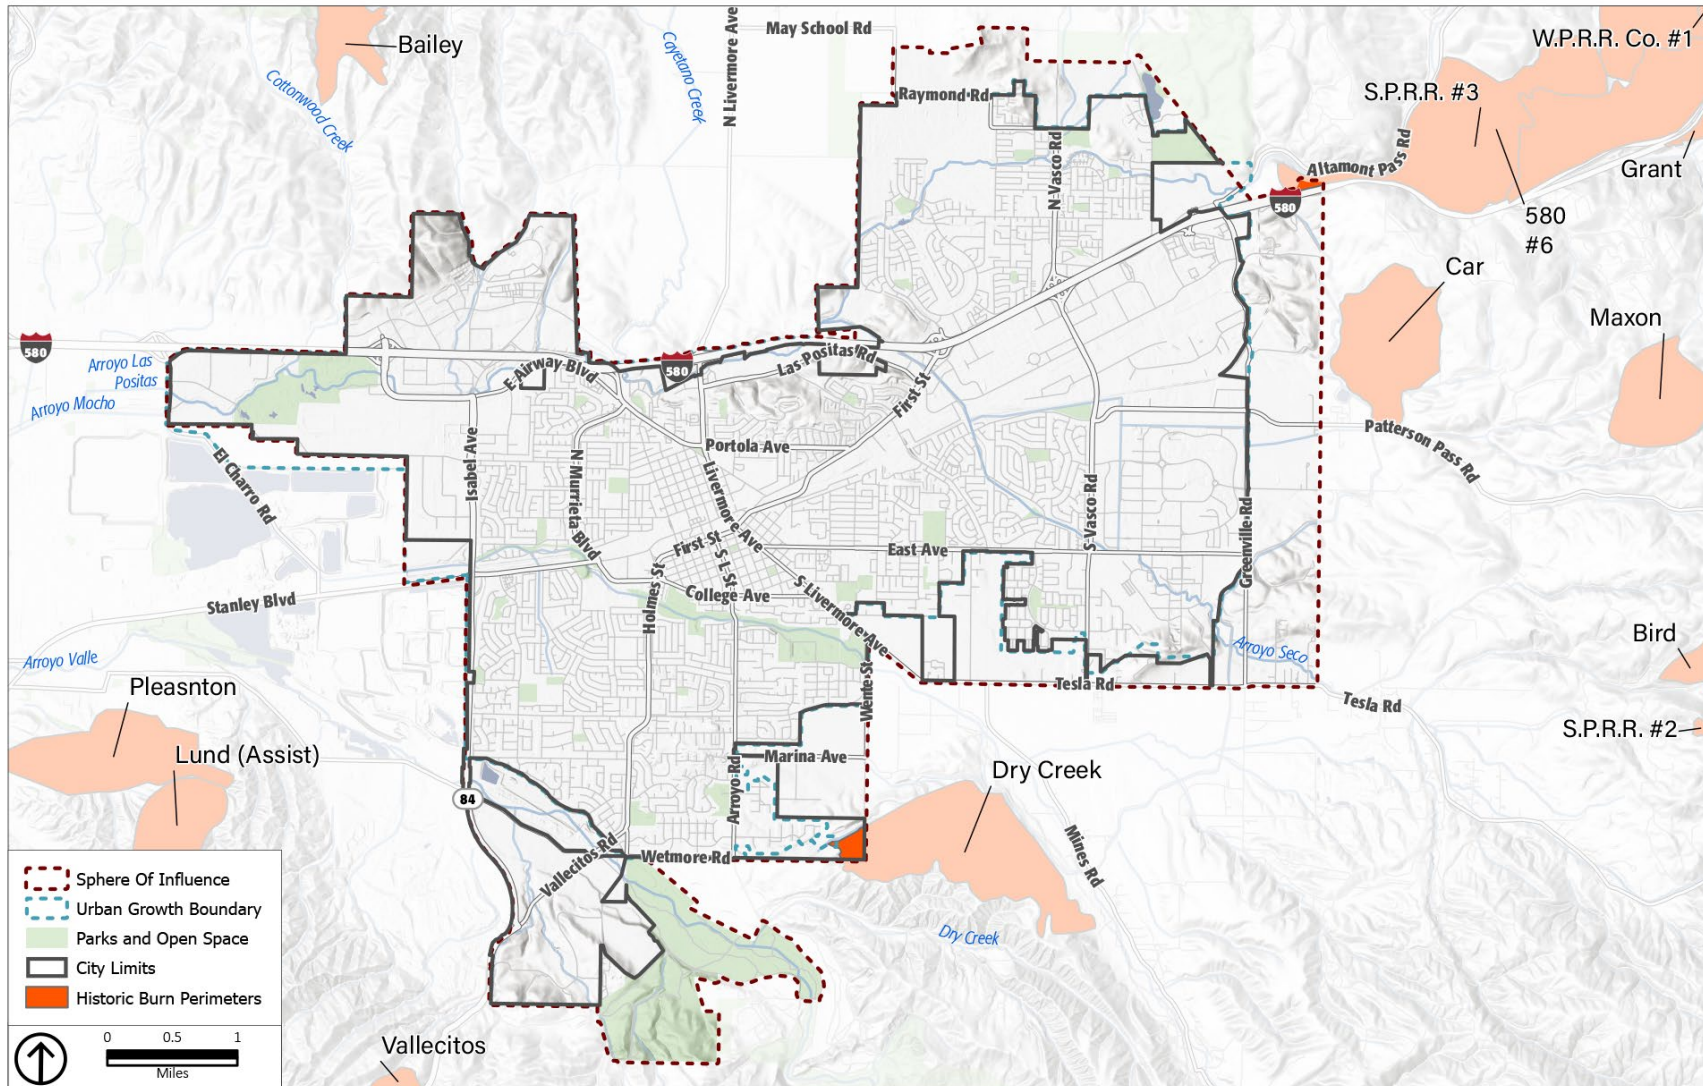 May School Rd
W.P.R.R. Co. #1
Bailey
Cottonwood Creek
Cayetano Creek
N Livermore Ave
Raymond Rd
S.P.R.R. #3
N Vasco Rd
Altamont Pass Rd
Grant
580
580
#6
Car
Maxon
580
580
Arroyo Las
Positas
Arroyo Mocho
E Airway Blvd
Las Positas Rd
First St
Isabel Ave
El Charro Rd
N Murrieta Blvd
Portola Ave
Livermore Ave
Patterson Pass Rd
S Vasco Rd
Greenville Rd
First St
S L St
East Ave
Stanley Blvd
Holmes St
College Ave
S Livermore Ave
Arroyo Seco
Bird
Arroyo Valle
Pleasnton
Wente St
Tesla Rd
Tesla Rd
S.P.R.R. #2
Lund (Assist)
Marina Ave
Dry Creek
84
Arroyo Rd
Mines Rd
Vallecitos Rd
Wetmore Rd
Dry Creek
Sphere Of Influence
Urban Growth Boundary
Parks and Open Space
City Limits
Historic Burn Perimeters
0 0.5 1
Miles
Vallecitos